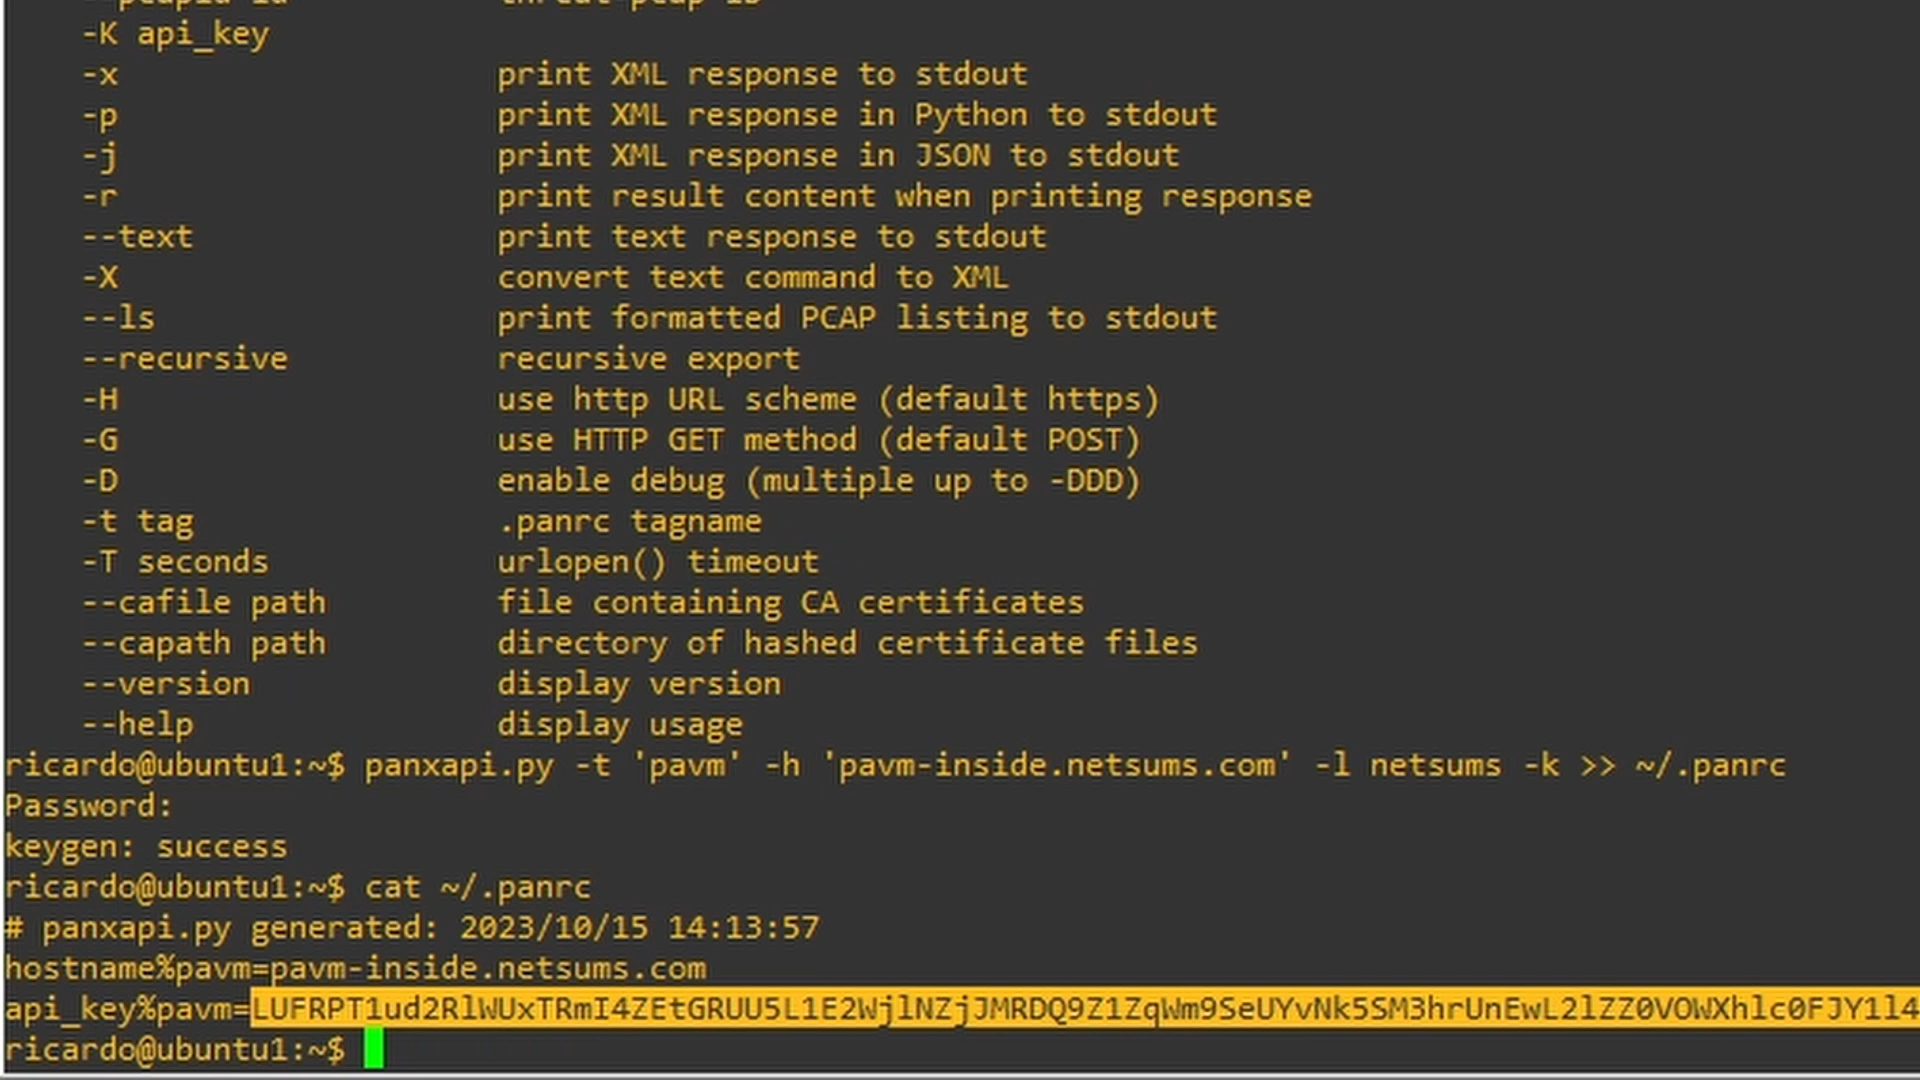 -K api_key
-x print XML response to stdout
-p print XML response in Python to stdout
-j print XML response in JSON to stdout
-r print result content when printing response
--text print text response to stdout
-X convert text command to XML
--ls print formatted PCAP listing to stdout
--recursive recursive export
-H use http URL scheme (default https)
-G use HTTP GET method (default POST)
-D enable debug (multiple up to -DDD)
-t tag .panrc tagname
-T seconds urlopen() timeout
--cafile path file containing CA certificates
--capath path directory of hashed certificate files
--version display version
--help display usage
ricardo@ubuntu1:~$ panxapi.py -t 'pavm' -h 'pavm-inside.netsums.com' -l netsums -k >> ~/.panrc
Password:
keygen: success
ricardo@ubuntu1:~$ cat ~/.panrc
# panxapi.py generated: 2023/10/15 14:13:57
hostname%pavm=pavm-inside.netsums.com
api_key%pavm=LUFRPT1ud2RlWUxTRmI4ZEtGRUU5L1E2WjlNZjJMRDQ9Z1ZqWm9SeUYvNk5SM3hrUnEwL2lZZ0VOWXhlc0FJY1l4
ricardo@ubuntu1:~$